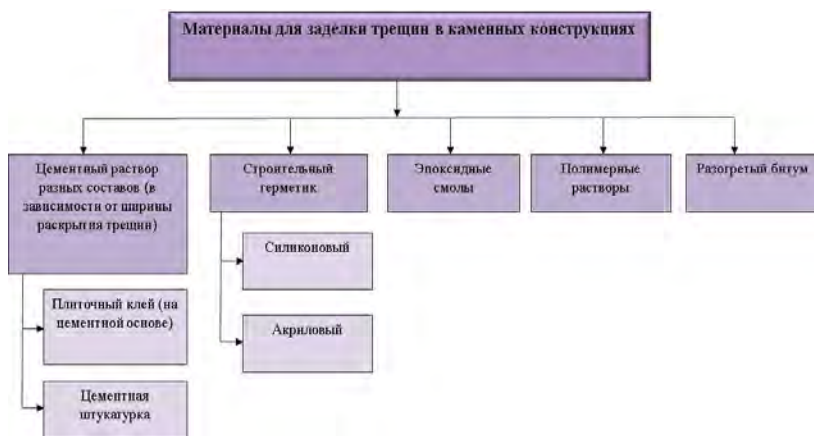 Материалы для заделки трещин в каменных конструкциях
Цементный раствор
разных составов (в
зависимости от ширины
раскрытия трещин)
Плиточный клей (на
цементной основе)
Цементная
штукатурка
Строительный
герметик
Силиконовый
Акриловый
Эпоксидные
смолы
Полимерные
растворы
Разогретый битум